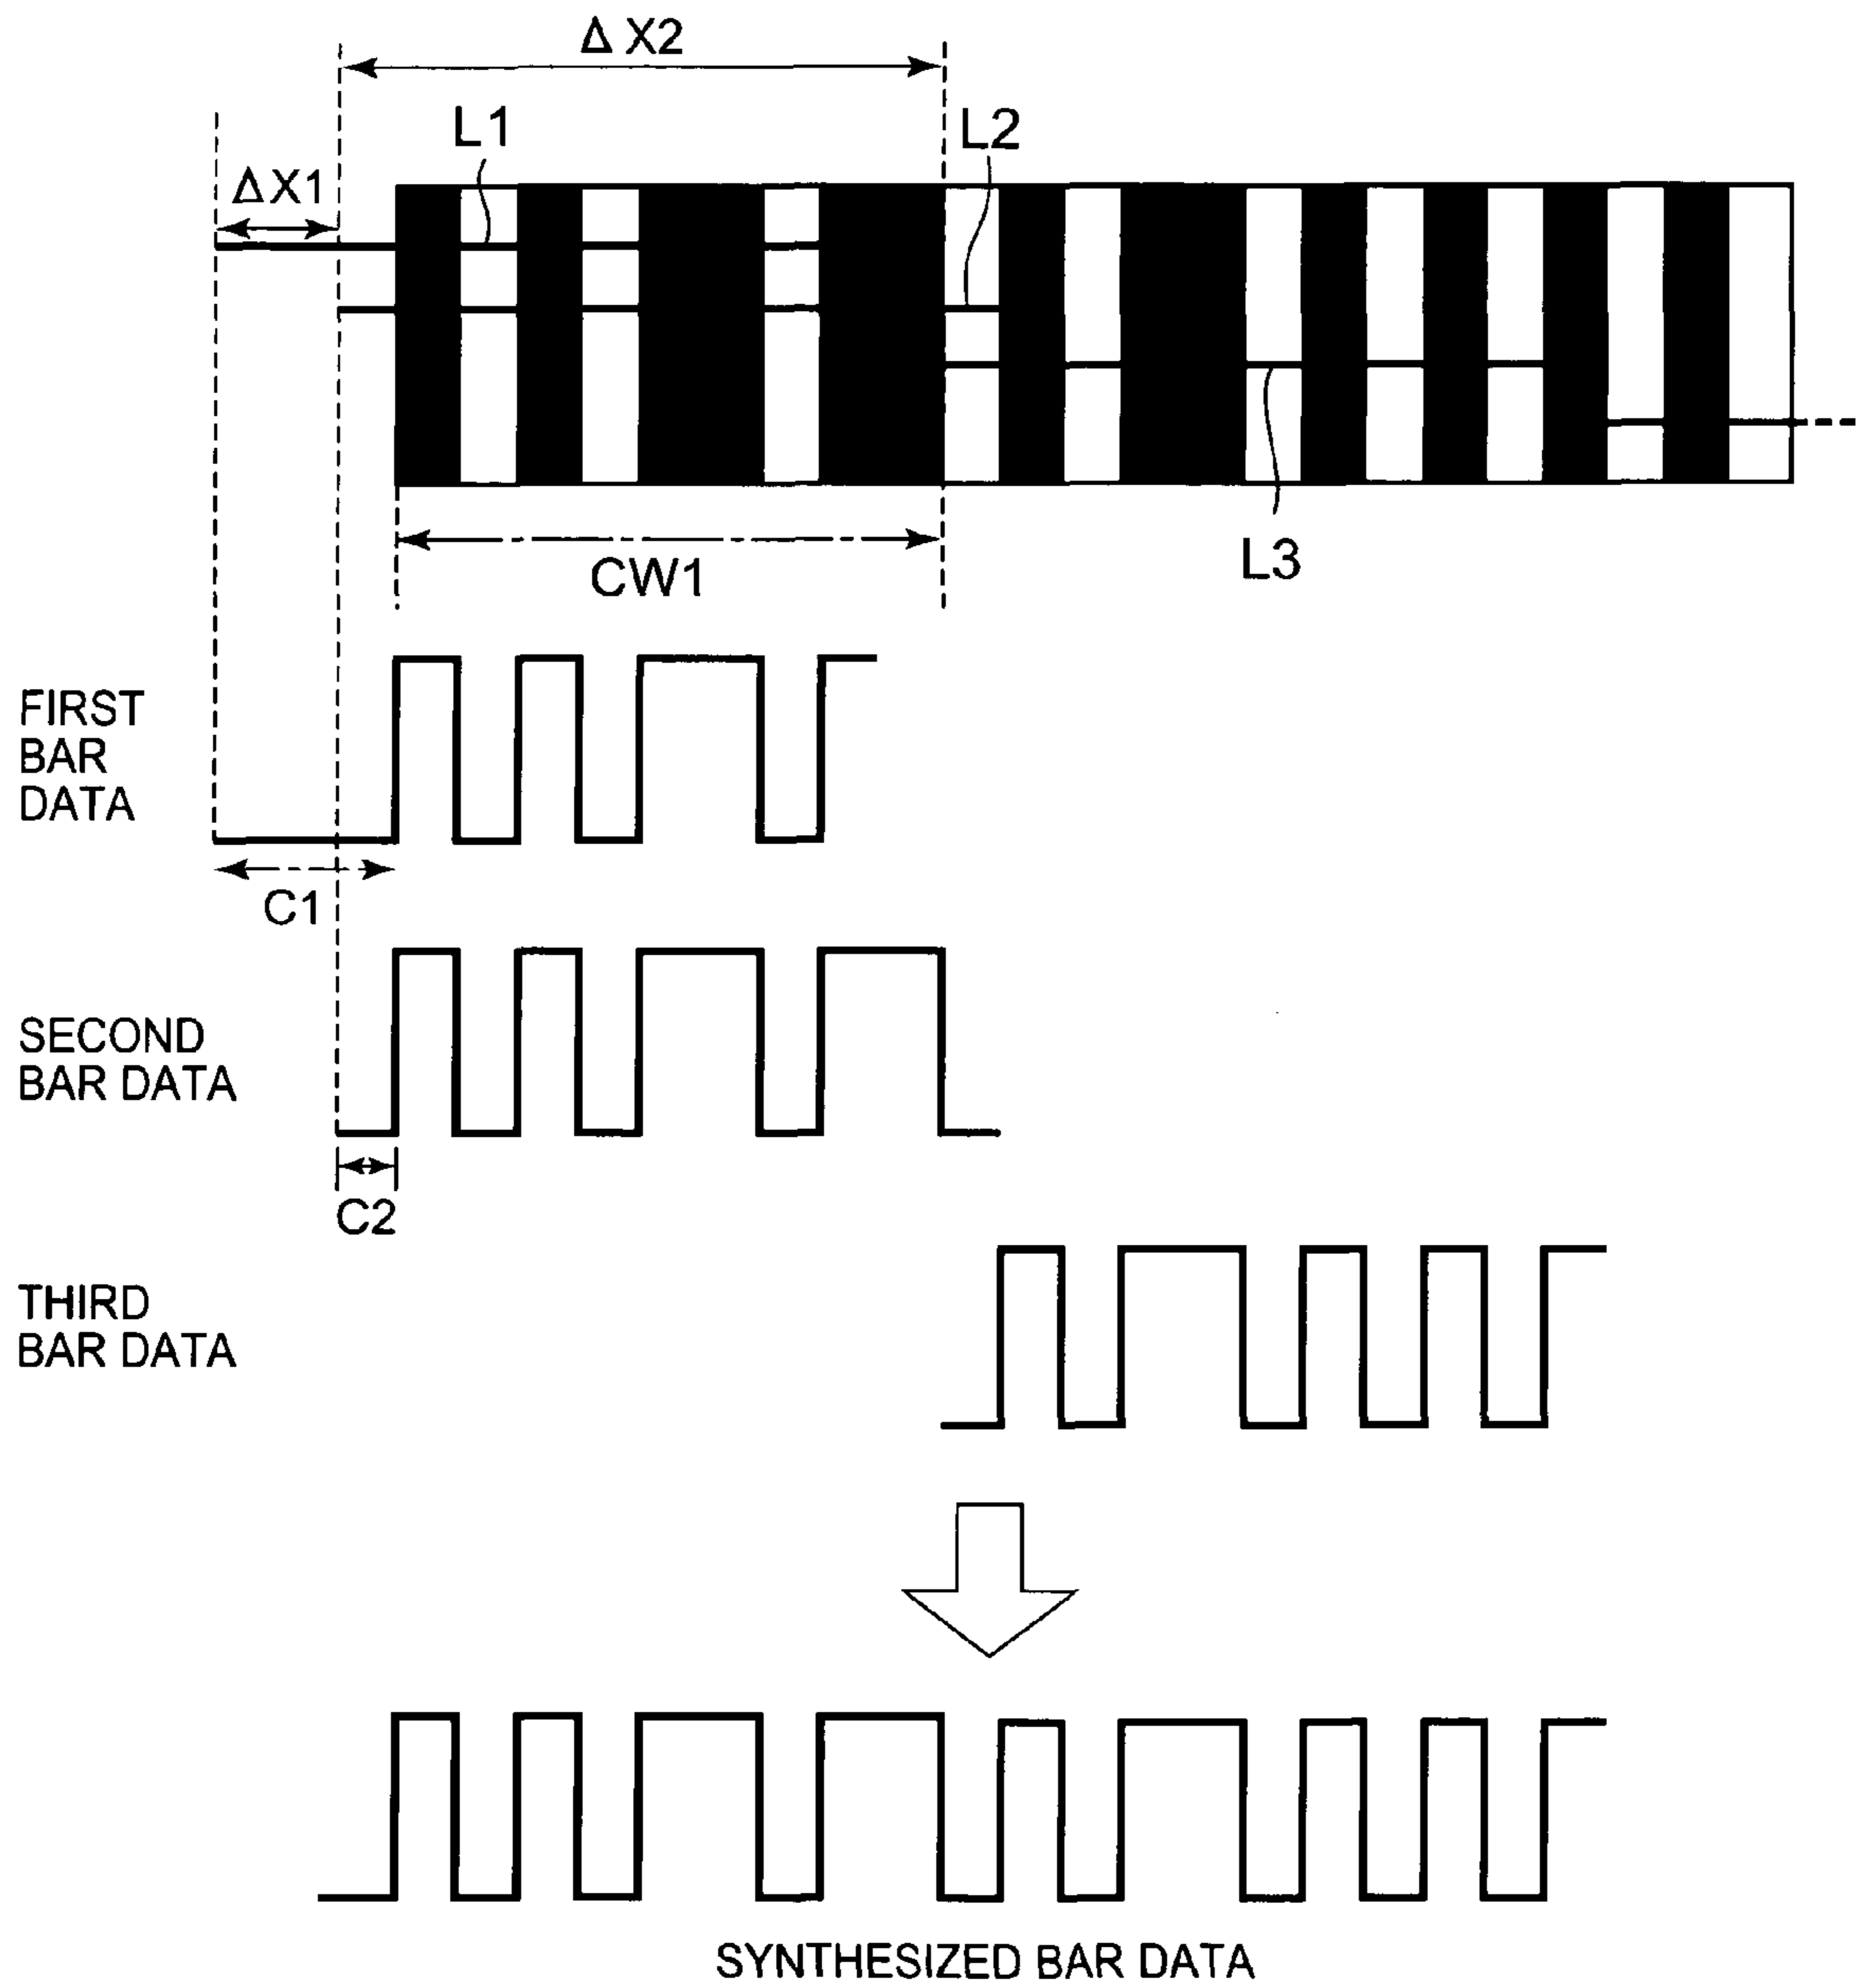 Δ X2
L1
L2
ΔX1
L3
CW1
FIRST
BAR
DATA
C1
SECOND
BAR DATA
C2
THIRD
BAR DATA
SYNTHESIZED BAR DATA